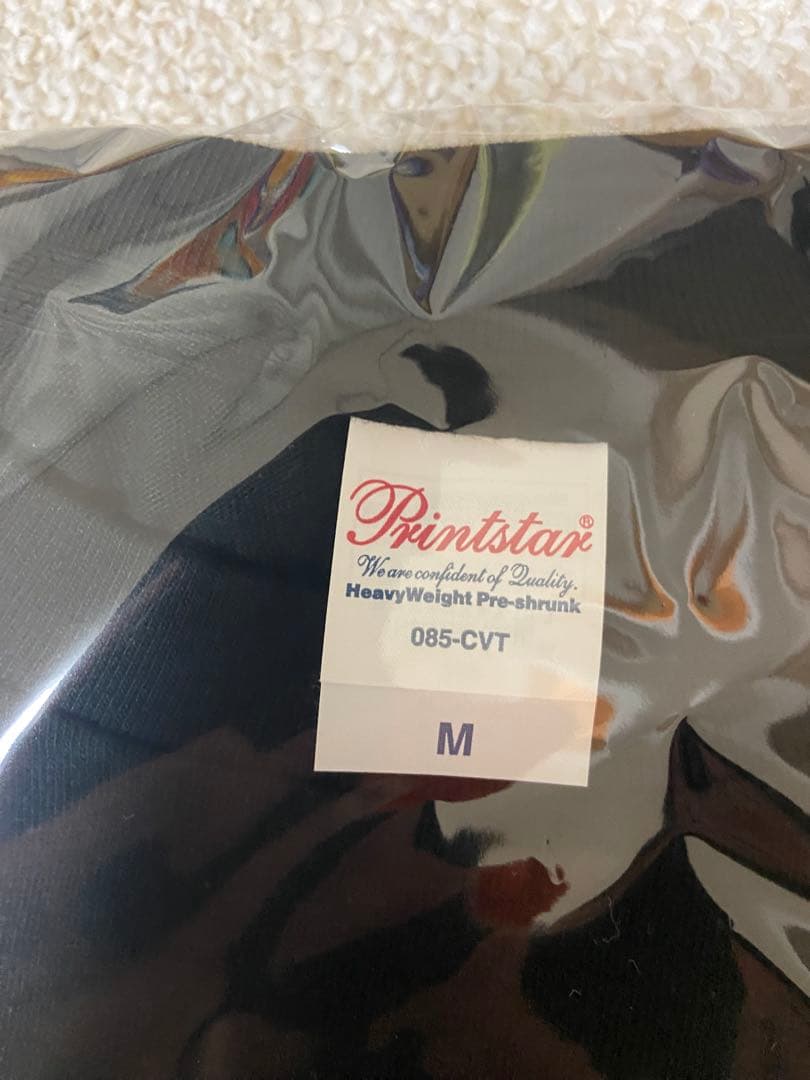 Printstar®
We are confident of Quality.
HeavyWeight Pre-shrunk
085-CVT
M